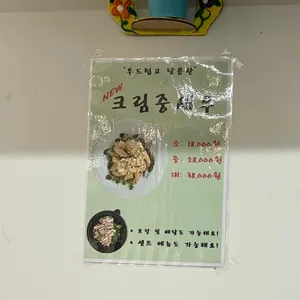 "부드럽고 달콤한"
NEW
크림중새우
소: 18,000원
중: 28,000원
대: 38,000원
• 포장 및 배달도 가능해요!
• 세트 메뉴도 가능해요!